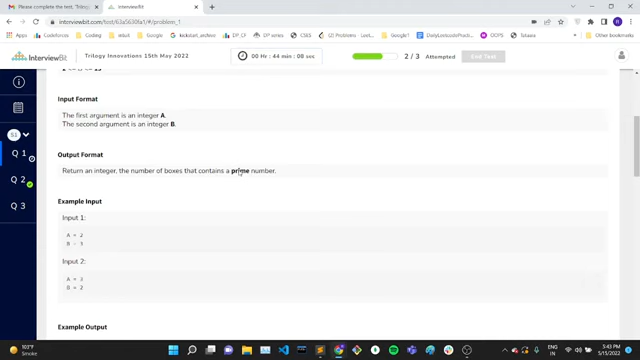 Please complete the test, "Trilog
InterviewBit
interviewbit.com/test/63a5630fa1/#/problem_1
Apps
Coding
Other Bookmarks
InterviewBit
Trilogy Innovations 15th May 2022
00 Hr : 44 min : 08 sec
2 / 3 Attempted
End Test
Input Format
The first argument is an integer A.
The second argument is an integer B.
S1
Q 1
Output Format
Return an integer, the number of boxes that contains a prime number.
Q 2
Q 3
Example Input
Input 1:
A = 2
B = 3
Input 2:
A = 3
B = 2
Example Output
103°F
Smoke
ENG
IN
5:43 PM
5/15/2022